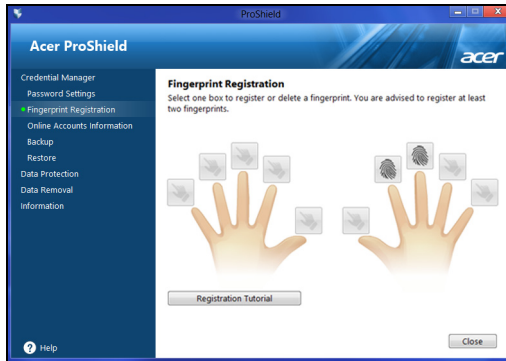 ProShield
Acer ProShield
acer
Credential Manager
Password Settings
Fingerprint Registration
Online Accounts Information
Backup
Restore
Data Protection
Data Removal
Information
Help
Fingerprint Registration
Select one box to register or delete a fingerprint. You are advised to register at least
two fingerprints.
Registration Tutorial
Close